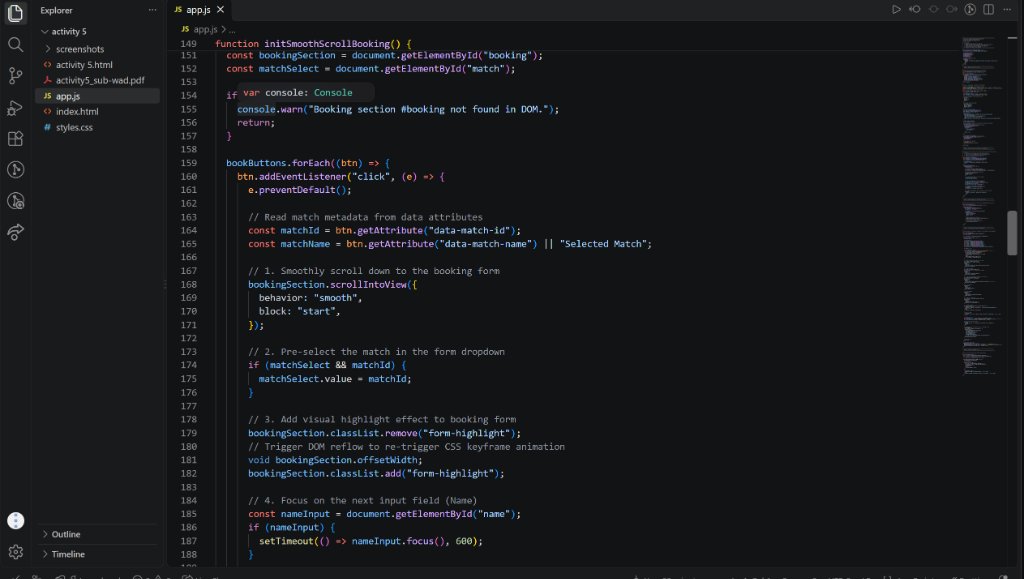 Explorer
activity 5
screenshots
activity 5.html
activity5_sub-wad.pdf
JS app.js
index.html
# styles.css
Outline
Timeline
JS app.js
JS app.js > ...
149 function initSmoothScrollBooking() {
151 const bookingSection = document.getElementById("booking");
152 const matchSelect = document.getElementById("match");
153
154 if
var console: Console
155 console.warn("Booking section #booking not found in DOM.");
156 return;
157 }
158
159 bookButtons.forEach((btn) => {
160 btn.addEventListener("click", (e) => {
161 e.preventDefault();
162
163 // Read match metadata from data attributes
164 const matchId = btn.getAttribute("data-match-id");
165 const matchName = btn.getAttribute("data-match-name") || "Selected Match";
166
167 // 1. Smoothly scroll down to the booking form
168 bookingSection.scrollIntoView({
169 behavior: "smooth",
170 block: "start",
171 });
172
173 // 2. Pre-select the match in the form dropdown
174 if (matchSelect && matchId) {
175 matchSelect.value = matchId;
176 }
177
178 // 3. Add visual highlight effect to booking form
179 bookingSection.classList.remove("form-highlight");
180 // Trigger DOM reflow to re-trigger CSS keyframe animation
181 void bookingSection.offsetWidth;
182 bookingSection.classList.add("form-highlight");
183
184 // 4. Focus on the next input field (Name)
185 const nameInput = document.getElementById("name");
186 if (nameInput) {
187 setTimeout(() => nameInput.focus(), 600);
188 }